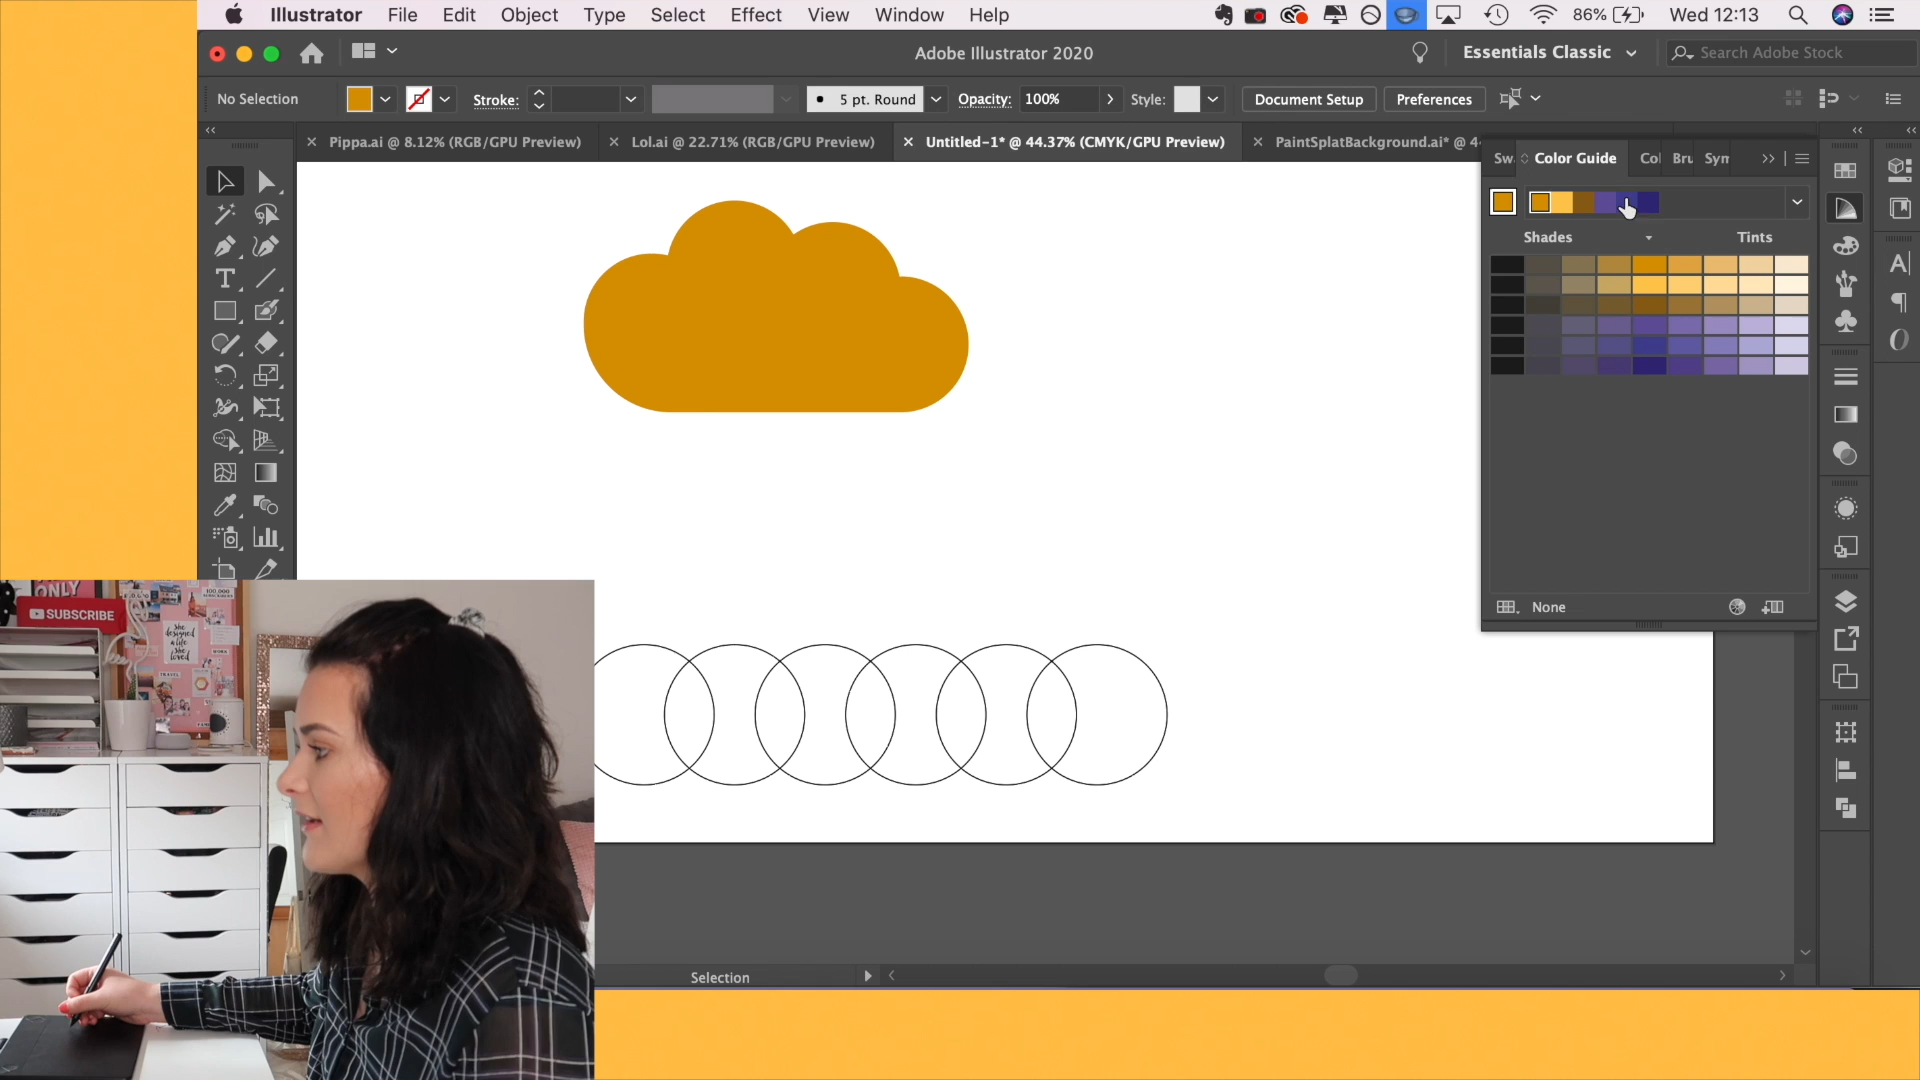 Illustrator File Edit Object Type Select Effect View Window Help 86% Wed 12:13
Adobe Illustrator 2020 Essentials Classic Search Adobe Stock
No Selection Stroke: 5 pt. Round Opacity: 100% Style: Document Setup Preferences
Pippa.ai @ 8.12% (RGB/GPU Preview) Lol.ai @ 22.71% (RGB/GPU Preview) Untitled-1* @ 44.37% (CMYK/GPU Preview) PaintSplatBackground.ai* @ 4
Sw Color Guide Col Bru Sym
Shades Tints
None
ONLY
SUBSCRIBE
100,000
she
designed
a life
she
loved
TRAVEL
Selection